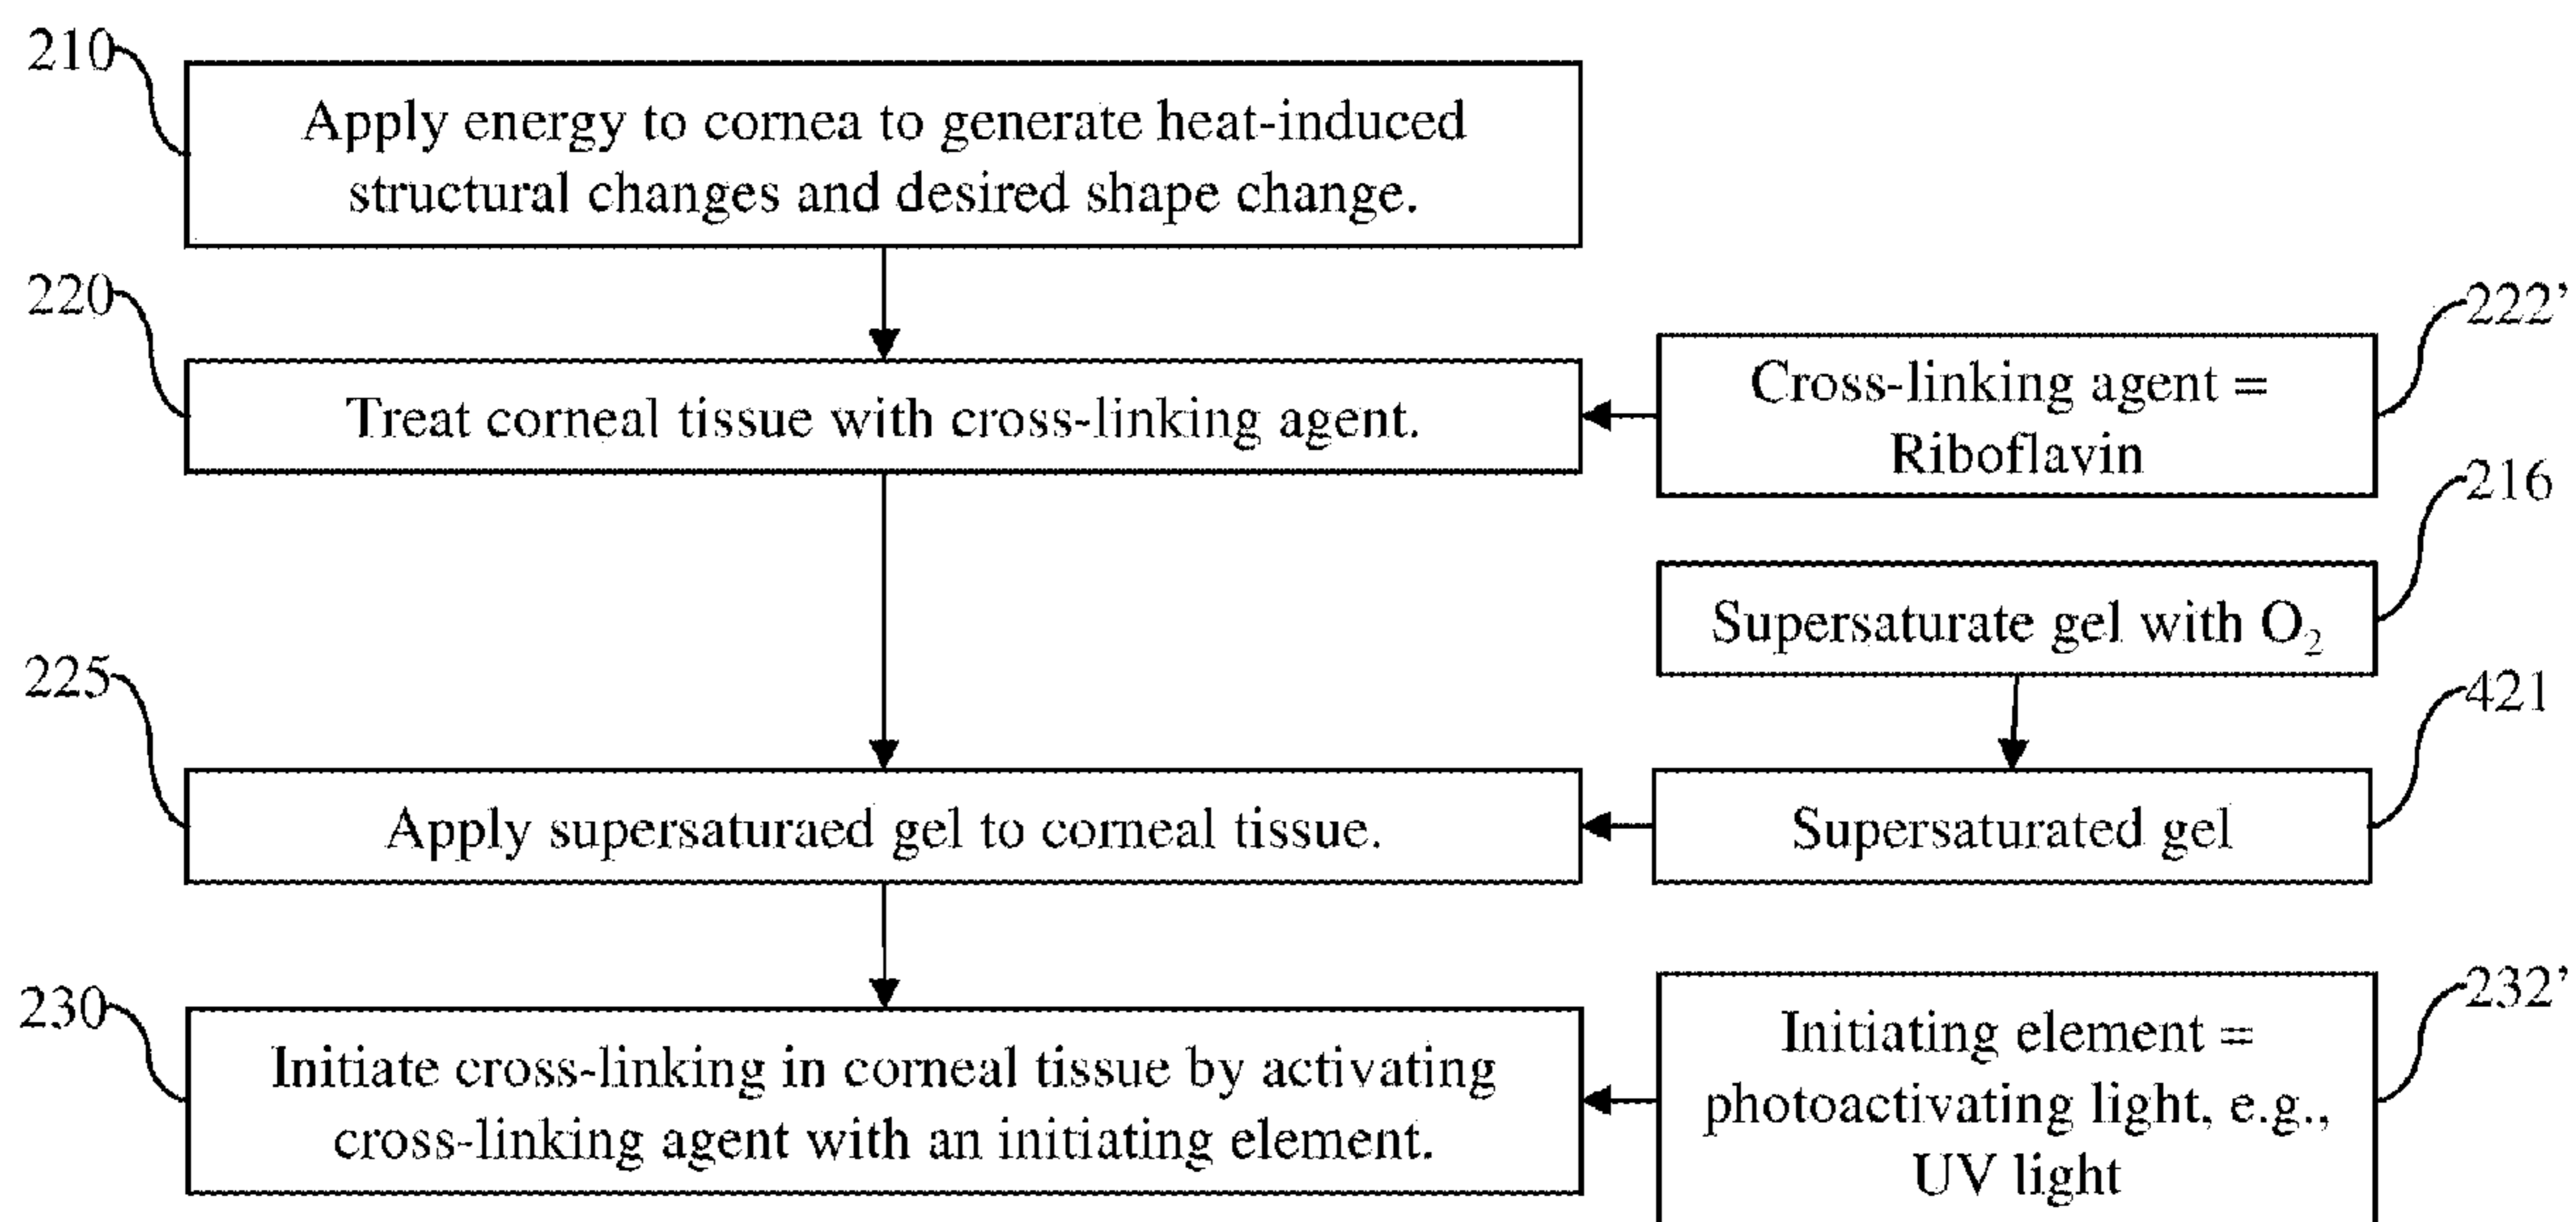 210
Apply energy to cornea to generate heat-induced
structural changes and desired shape change.
220
Treat corneal tissue with cross-linking agent.
222’
Cross-linking agent =
Riboflavin
216
Supersaturate gel with O₂
225
Apply supersaturaed gel to corneal tissue.
421
Supersaturated gel
230
Initiate cross-linking in corneal tissue by activating
cross-linking agent with an initiating element.
232’
Initiating element =
photoactivating light, e.g.,
UV light